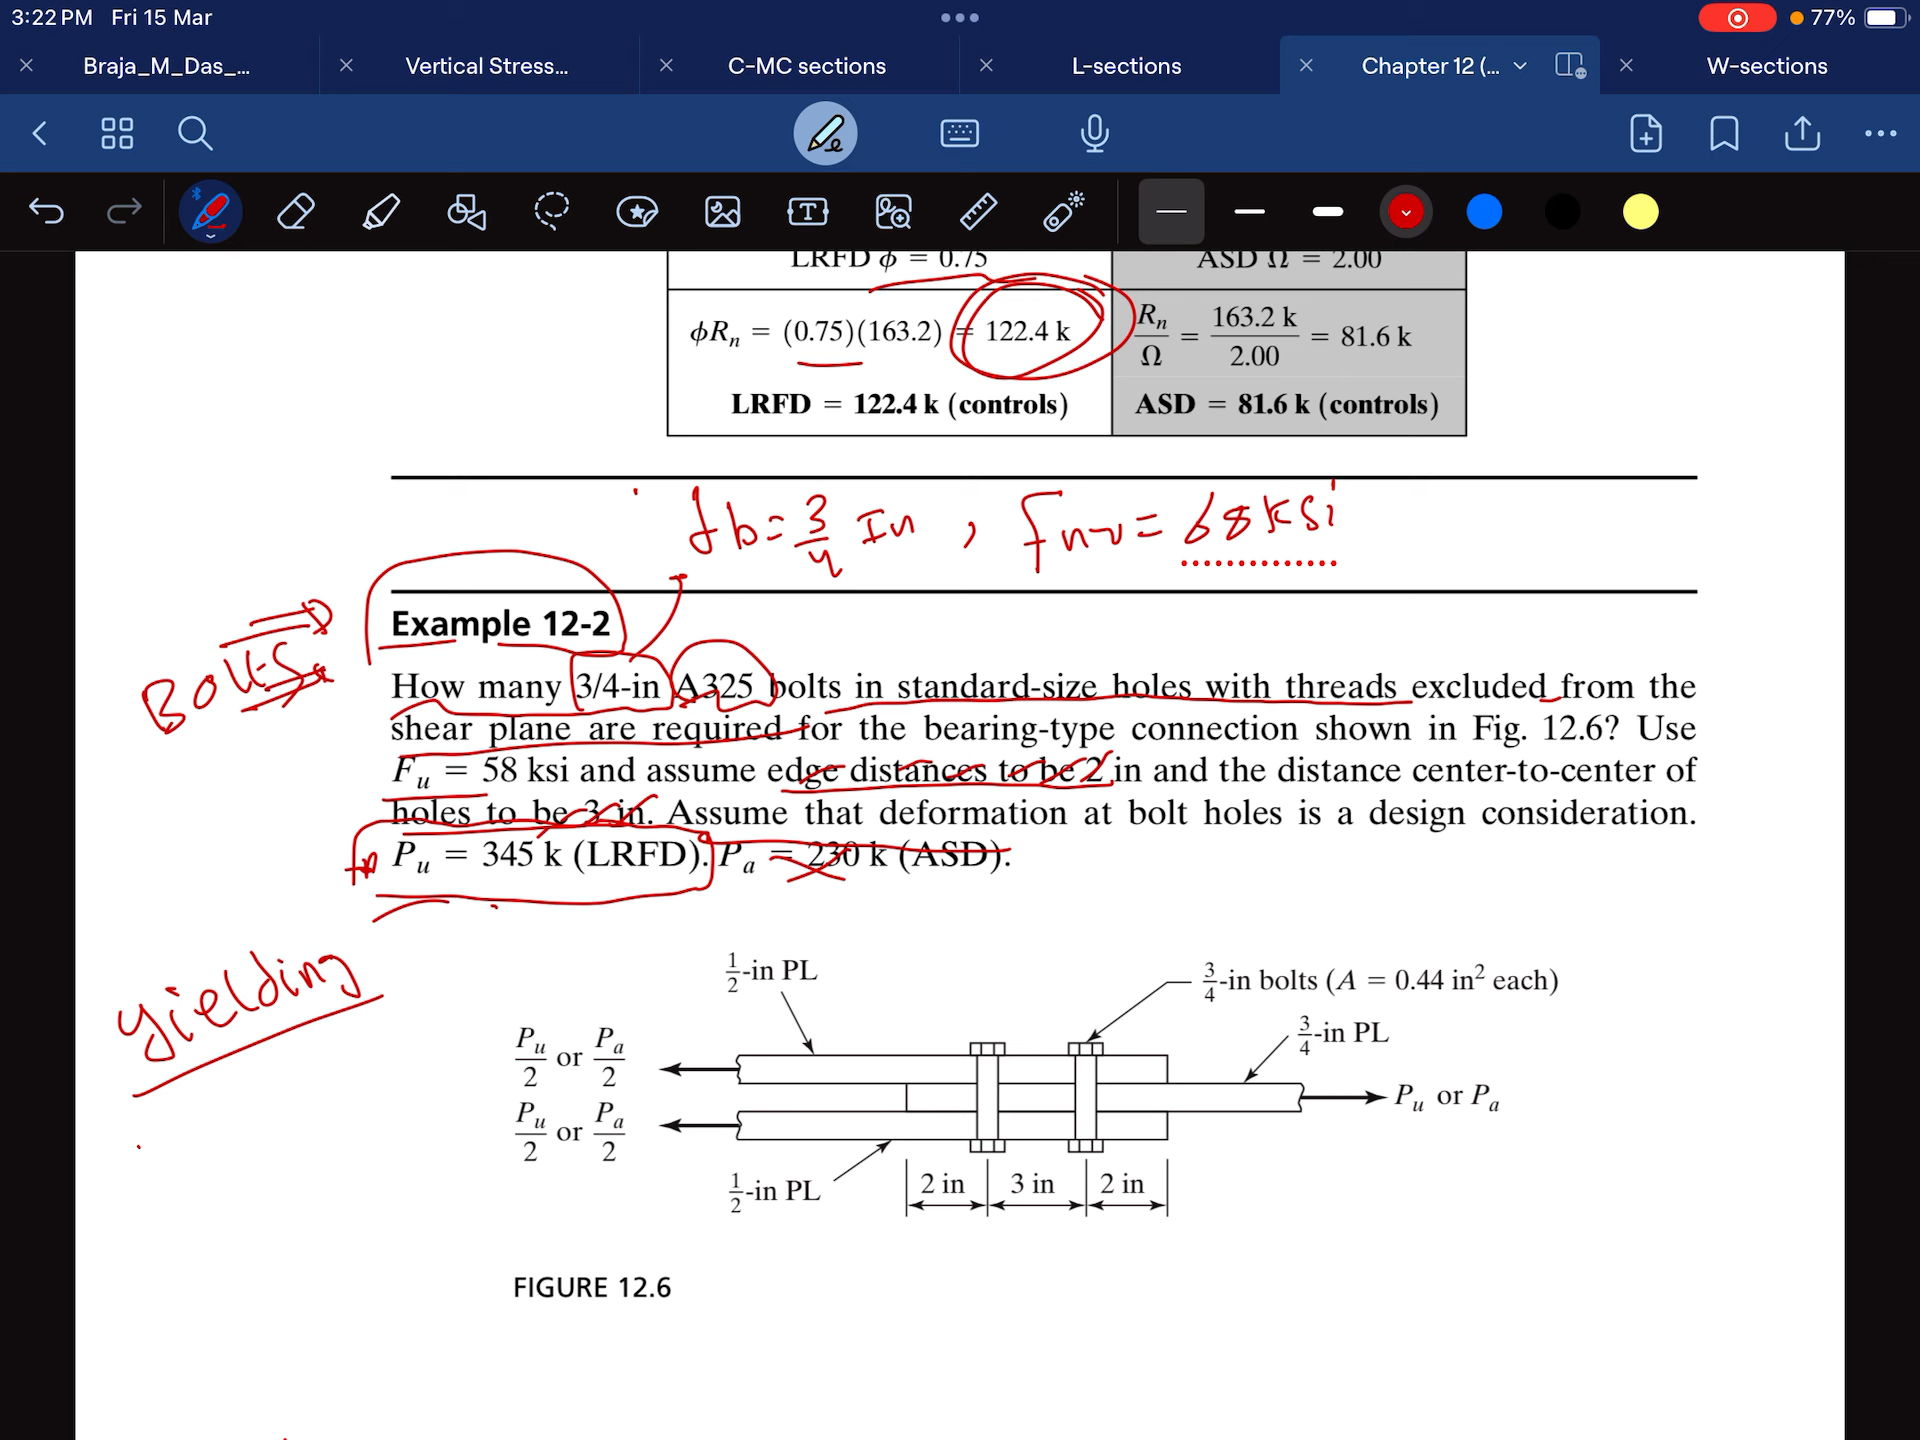 3:22 PM Fri 15 Mar
77%
Braja_M_Das_...
Vertical Stress...
C-MC sections
L-sections
Chapter 12 (...
W-sections
LRFD ϕ = 0.75
ASD Ω = 2.00
ϕRn = (0.75)(163.2) = 122.4 k
Rn/Ω = 163.2 k/2.00 = 81.6 k
LRFD = 122.4 k (controls)
ASD = 81.6 k (controls)
db = 3/4 In , Fnv = 68 ksi
Example 12-2
Bolts
How many 3/4-in A325 bolts in standard-size holes with threads excluded from the
shear plane are required for the bearing-type connection shown in Fig. 12.6? Use
Fu = 58 ksi and assume edge distances to be 2 in and the distance center-to-center of
holes to be 3 in. Assume that deformation at bolt holes is a design consideration.
Pu = 345 k (LRFD). Pa = 230 k (ASD).
yielding
1/2-in PL
3/4-in bolts (A = 0.44 in² each)
3/4-in PL
Pu/2 or Pa/2
Pu or Pa
Pu/2 or Pa/2
1/2-in PL
2 in
3 in
2 in
FIGURE 12.6